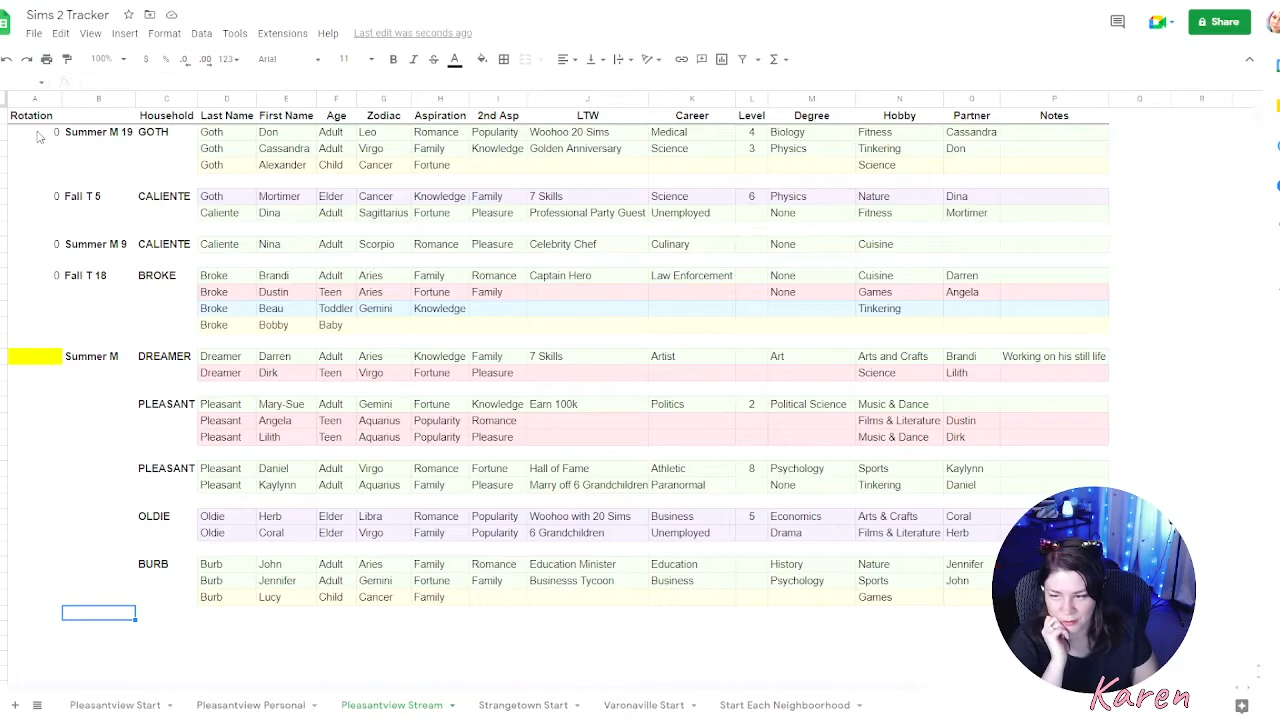 Sims 2 Tracker
File Edit View Insert Format Data Tools Extensions Help Last edit was seconds ago
Share
100% $ % .0 .00 123 Arial 11 B I S A
A B C D E F G H I J K L M N O P Q R
Rotation Household Last Name First Name Age Zodiac Aspiration 2nd Asp LTW Career Level Degree Hobby Partner Notes
0 Summer M 19 GOTH Goth Don Adult Leo Romance Popularity Woohoo 20 Sims Medical 4 Biology Fitness Cassandra
Goth Cassandra Adult Virgo Family Knowledge Golden Anniversary Science 3 Physics Tinkering Don
Goth Alexander Child Cancer Fortune Science
0 Fall T 5 CALIENTE Goth Mortimer Elder Cancer Knowledge Family 7 Skills Science 6 Physics Nature Dina
Caliente Dina Adult Sagittarius Fortune Pleasure Professional Party Guest Unemployed None Fitness Mortimer
0 Summer M 9 CALIENTE Caliente Nina Adult Scorpio Romance Pleasure Celebrity Chef Culinary None Cuisine
0 Fall T 18 BROKE Broke Brandi Adult Aries Family Romance Captain Hero Law Enforcement None Cuisine Darren
Broke Dustin Teen Aries Fortune Family None Games Angela
Broke Beau Toddler Gemini Knowledge Tinkering
Broke Bobby Baby
Summer M DREAMER Dreamer Darren Adult Aries Knowledge Family 7 Skills Artist Art Arts and Crafts Brandi Working on his still life
Dreamer Dirk Teen Virgo Fortune Pleasure Science Lilith
PLEASANT Pleasant Mary-Sue Adult Gemini Fortune Knowledge Earn 100k Politics 2 Political Science Music & Dance
Pleasant Angela Teen Aquarius Popularity Romance Films & Literature Dustin
Pleasant Lilith Teen Aquarius Popularity Pleasure Music & Dance Dirk
PLEASANT Pleasant Daniel Adult Virgo Romance Fortune Hall of Fame Athletic 8 Psychology Sports Kaylynn
Pleasant Kaylynn Adult Aquarius Family Pleasure Marry off 6 Grandchildren Paranormal None Tinkering Daniel
OLDIE Oldie Herb Elder Libra Romance Popularity Woohoo with 20 Sims Business 5 Economics Arts & Crafts Coral
Oldie Coral Elder Virgo Family Popularity 6 Grandchildren Unemployed Drama Films & Literature Herb
BURB Burb John Adult Aries Family Romance Education Minister Education History Nature Jennifer
Burb Jennifer Adult Gemini Fortune Family Businesss Tycoon Business Psychology Sports John
Burb Lucy Child Cancer Family Games
Karen
Pleasantview Start Pleasantview Personal Pleasantview Stream Strangetown Start Varonaville Start Start Each Neighboorhood